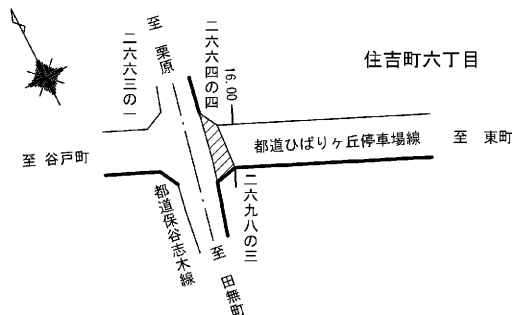 住吉町六丁目
至 栗原
二六六三の一
二六六四の四
16.00
都道ひばりヶ丘停車場線
至 東町
至 谷戸町
都道保谷志木線
二六九八の三
至 田無町